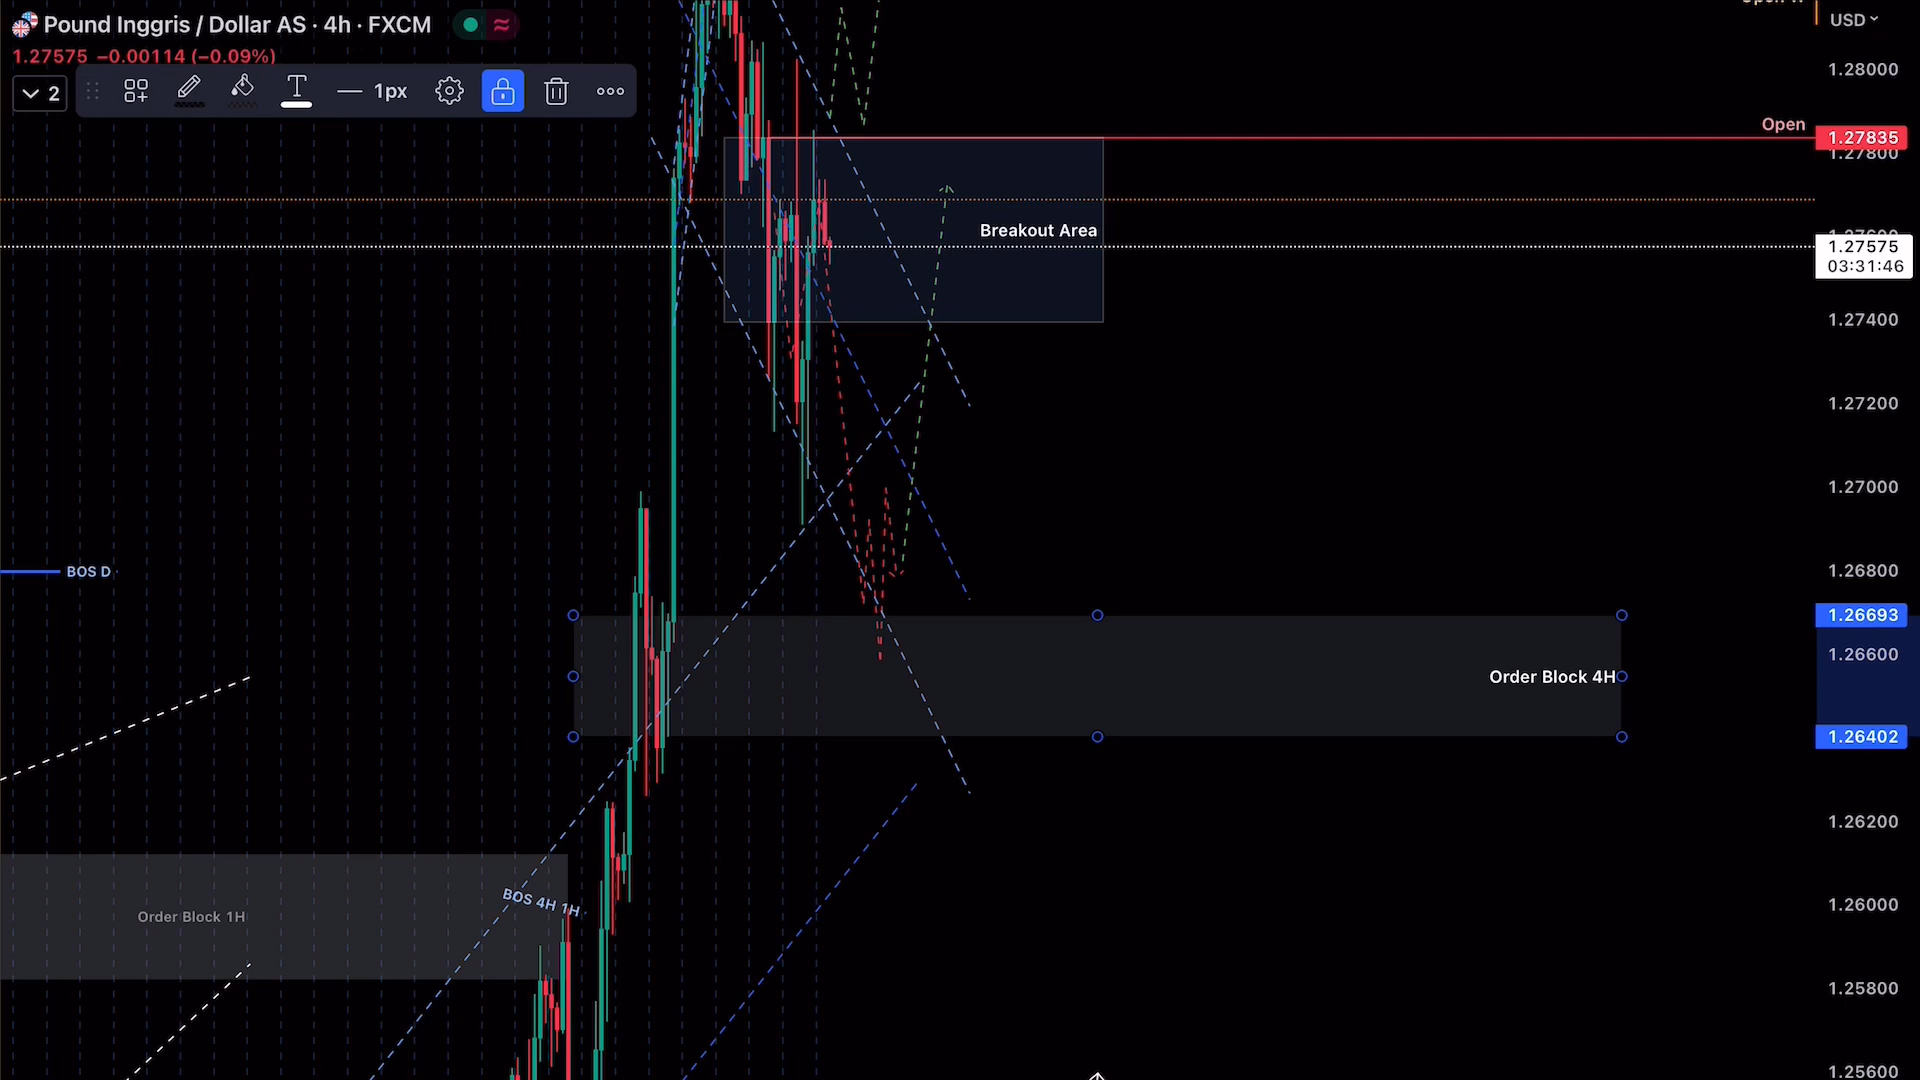 Pound Inggris / Dollar AS · 4h · FXCM
USD
1.27575 −0.00114 (−0.09%)
2
T
1px
1.28000
Open
1.27835
1.27800
Breakout Area
1.27575
03:31:46
1.27400
1.27200
1.27000
BOS D
1.26800
1.26693
1.26600
Order Block 4H
1.26402
1.26200
BOS 4H 1H
1.26000
Order Block 1H
1.25800
1.25600